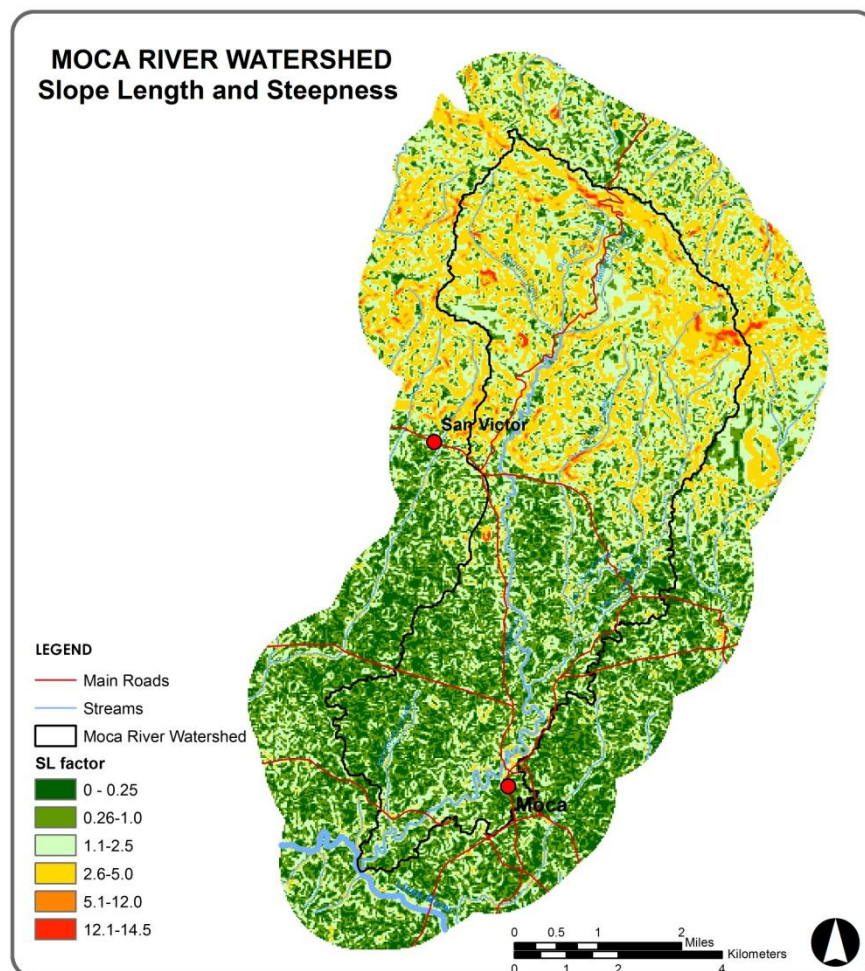 MOCA RIVER WATERSHED
Slope Length and Steepness
San Victor
Moca
LEGEND
Main Roads
Streams
Moca River Watershed
SL factor
0 - 0.25
0.26-1.0
1.1-2.5
2.6-5.0
5.1-12.0
12.1-14.5
0 0.5 1 2
Miles
Kilometers
0 1 2 4